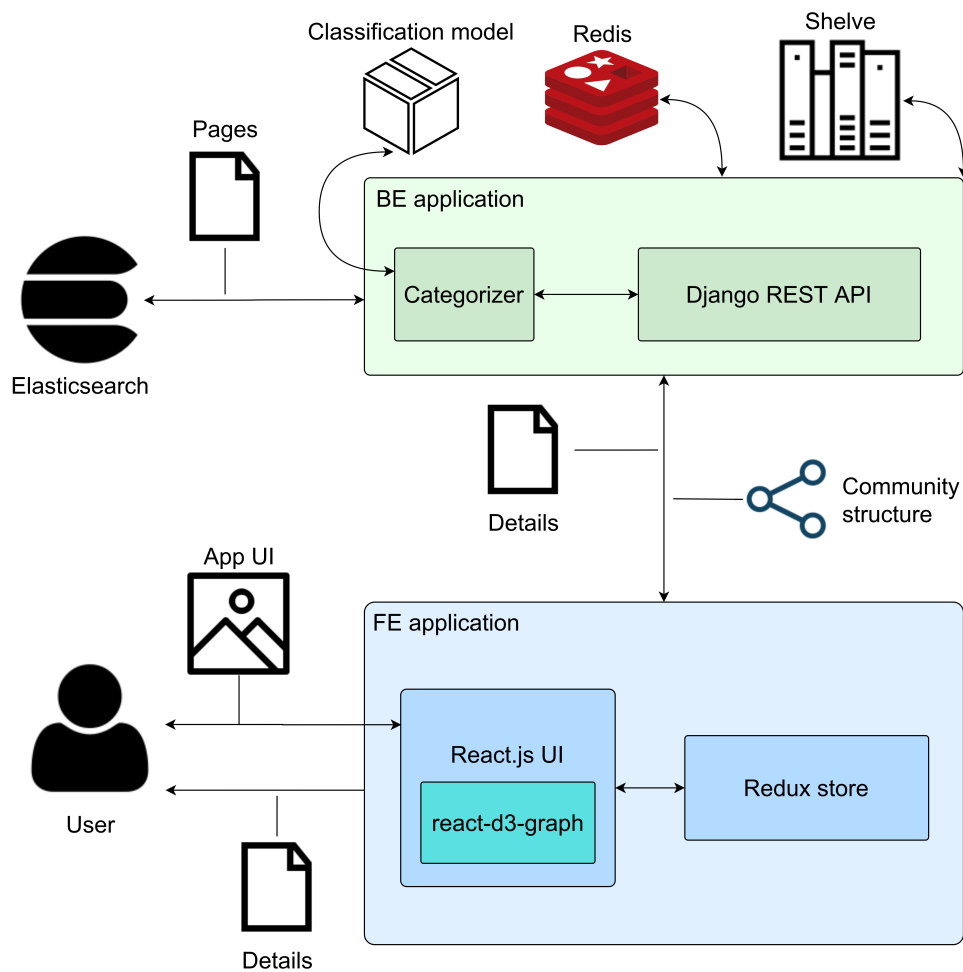 Shelve
Classification model
Redis
Pages
BE application
Categorizer
Django REST API
Elasticsearch
Details
Community
structure
App UI
FE application
React.js UI
Redux store
react-d3-graph
User
Details